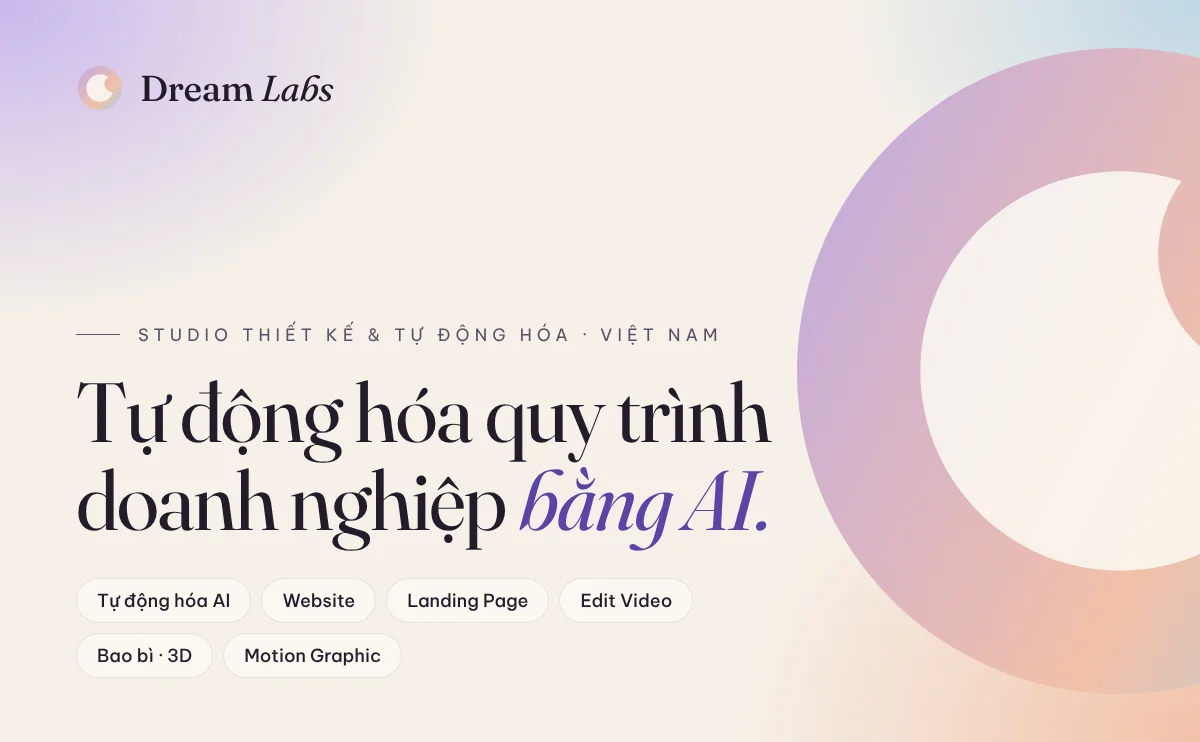 Dream Labs
STUDIO THIẾT KẾ & TỰ ĐỘNG HÓA · VIỆT NAM
Tự động hóa quy trình
doanh nghiệp bằng AI.
Tự động hóa AI
Website
Landing Page
Edit Video
Bao bì · 3D
Motion Graphic